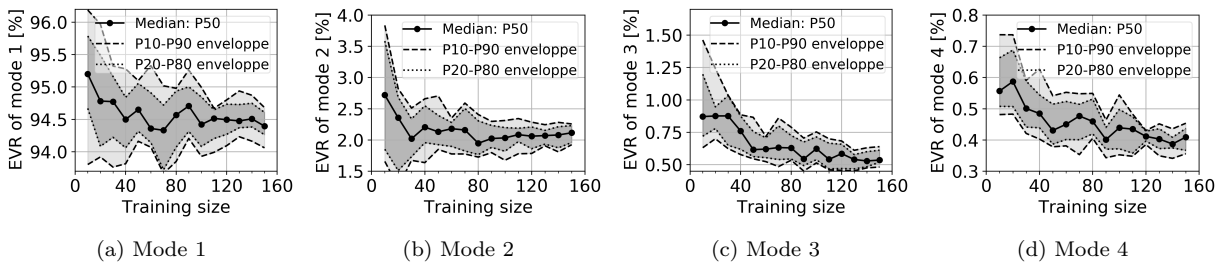 EVR of mode 1 [%]
96.0
95.5
95.0
94.5
94.0
Median: P50
P10-P90 enveloppe
P20-P80 enveloppe
0 40 80 120 160
Training size
(a) Mode 1
EVR of mode 2 [%]
4.0
3.5
3.0
2.5
2.0
1.5
Median: P50
P10-P90 enveloppe
P20-P80 enveloppe
0 40 80 120 160
Training size
(b) Mode 2
EVR of mode 3 [%]
1.50
1.25
1.00
0.75
0.50
Median: P50
P10-P90 enveloppe
P20-P80 enveloppe
0 40 80 120 160
Training size
(c) Mode 3
EVR of mode 4 [%]
0.8
0.7
0.6
0.5
0.4
0.3
Median: P50
P10-P90 enveloppe
P20-P80 enveloppe
0 40 80 120 160
Training size
(d) Mode 4